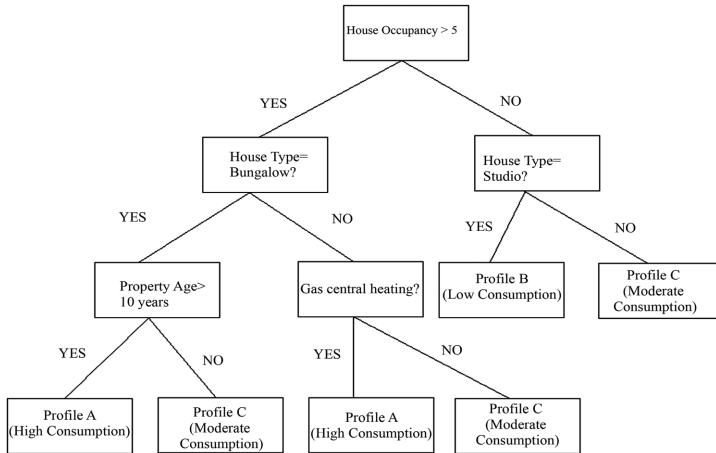 House Occupancy > 5
YES
NO
House Type=
Bungalow?
House Type=
Studio?
YES
NO
YES
NO
Property Age>
10 years
Gas central heating?
Profile B
(Low Consumption)
Profile C
(Moderate
Consumption)
YES
NO
YES
NO
Profile A
(High Consumption)
Profile C
(Moderate
Consumption)
Profile A
(High Consumption)
Profile C
(Moderate
Consumption)